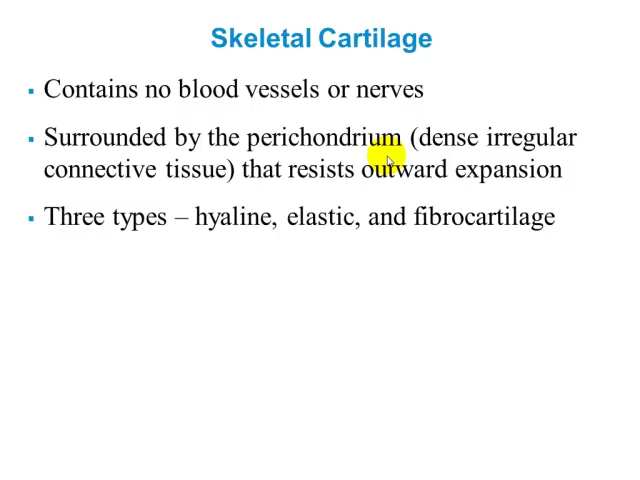 Skeletal Cartilage
▪ Contains no blood vessels or nerves
▪ Surrounded by the perichondrium (dense irregular
connective tissue) that resists outward expansion
▪ Three types – hyaline, elastic, and fibrocartilage